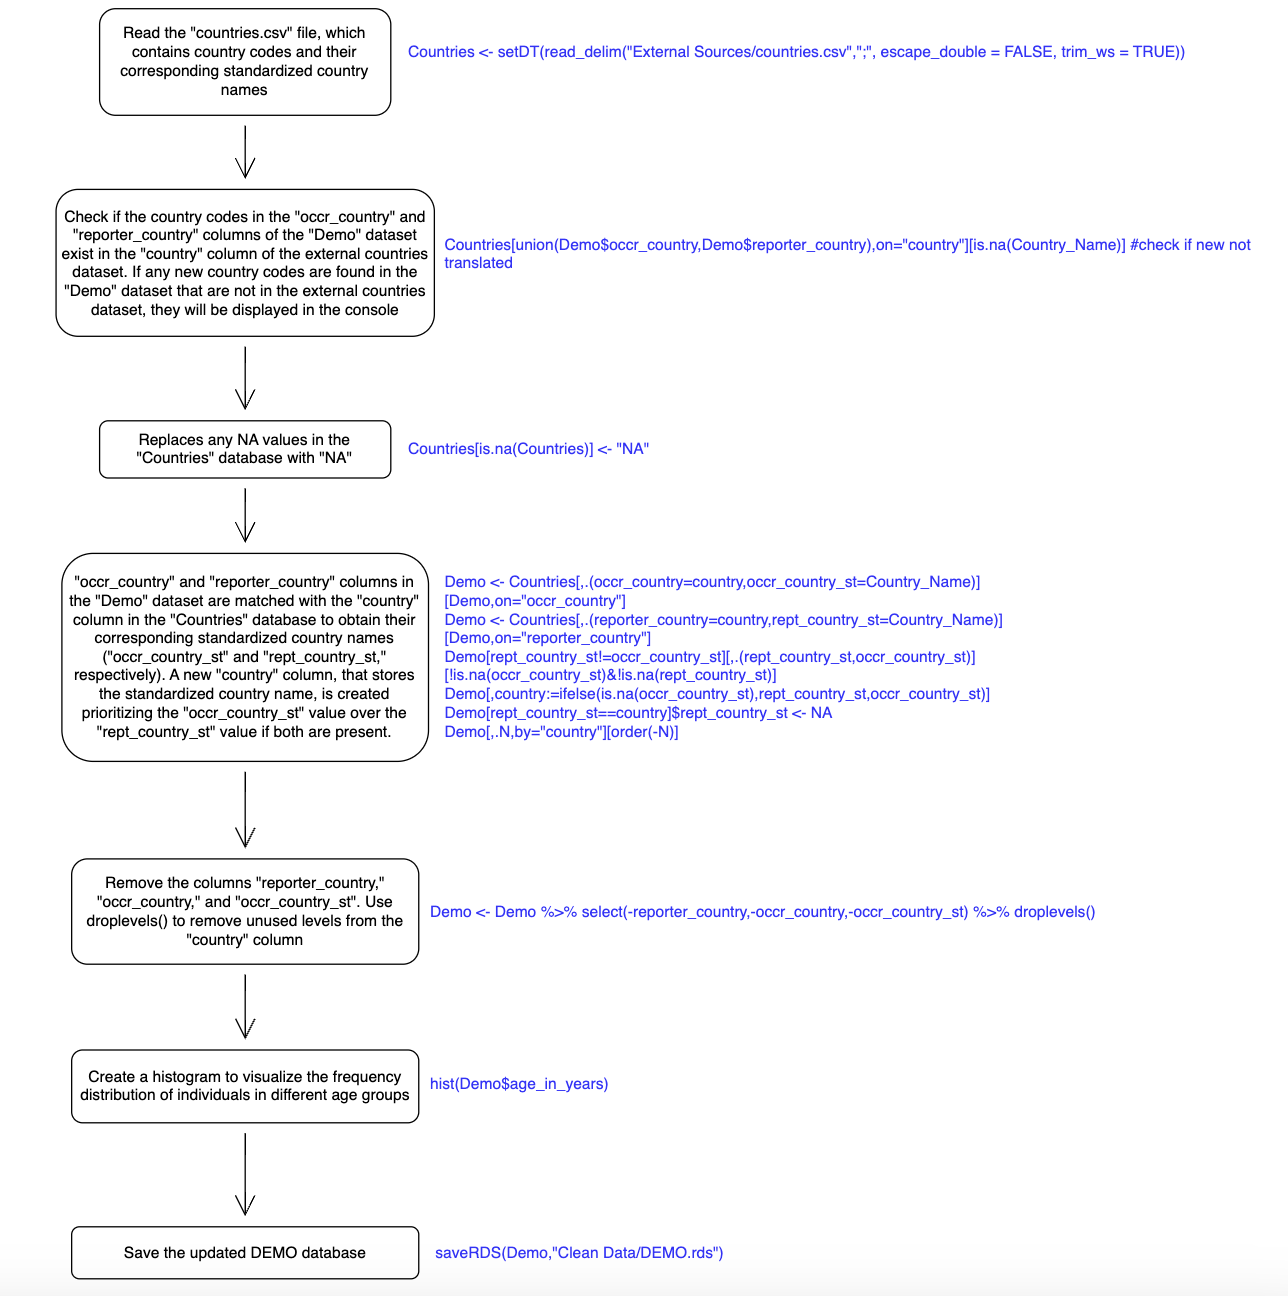 Read the "countries.csv" file, which
contains country codes and their
corresponding standardized country
names
Countries <- setDT(read_delim("External Sources/countries.csv",";", escape_double = FALSE, trim_ws = TRUE))
Check if the country codes in the "occr_country" and
"reporter_country" columns of the "Demo" dataset
exist in the "country" column of the external countries
dataset. If any new country codes are found in the
"Demo" dataset that are not in the external countries
dataset, they will be displayed in the console
Countries[union(Demo$occr_country,Demo$reporter_country),on="country"][is.na(Country_Name)] #check if new not
translated
Replaces any NA values in the
"Countries" database with "NA"
Countries[is.na(Countries)] <- "NA"
"occr_country" and "reporter_country" columns in
the "Demo" dataset are matched with the "country"
column in the "Countries" database to obtain their
corresponding standardized country names
("occr_country_st" and "rept_country_st,"
respectively). A new "country" column, that stores
the standardized country name, is created
prioritizing the "occr_country_st" value over the
"rept_country_st" value if both are present.
Demo <- Countries[,.(occr_country=country,occr_country_st=Country_Name)]
[Demo,on="occr_country"]
Demo <- Countries[,.(reporter_country=country,rept_country_st=Country_Name)]
[Demo,on="reporter_country"]
Demo[rept_country_st!=occr_country_st][,.(rept_country_st,occr_country_st)]
[!is.na(occr_country_st)&!is.na(rept_country_st)]
Demo[,country:=ifelse(is.na(occr_country_st),rept_country_st,occr_country_st)]
Demo[rept_country_st==country]$rept_country_st <- NA
Demo[,.N,by="country"][order(-N)]
Remove the columns "reporter_country,"
"occr_country," and "occr_country_st". Use
droplevels() to remove unused levels from the
"country" column
Demo <- Demo %>% select(-reporter_country,-occr_country,-occr_country_st) %>% droplevels()
Create a histogram to visualize the frequency
distribution of individuals in different age groups
hist(Demo$age_in_years)
Save the updated DEMO database
saveRDS(Demo,"Clean Data/DEMO.rds")